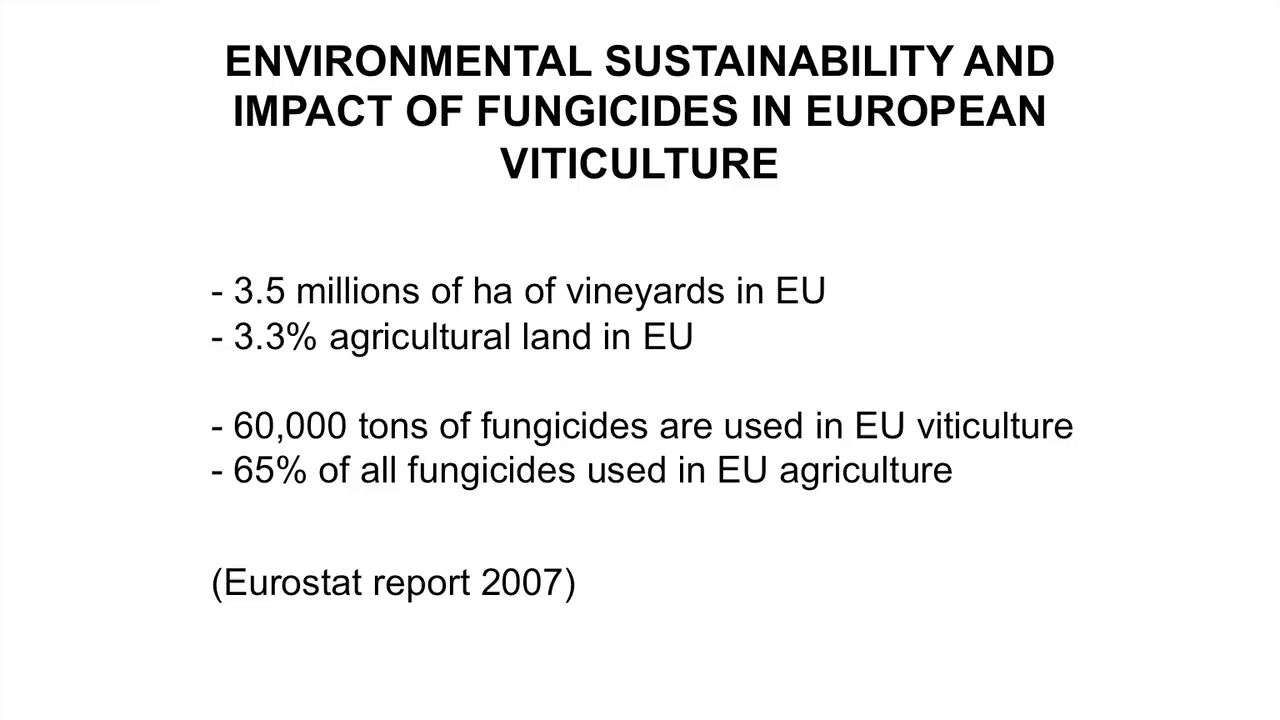 ENVIRONMENTAL SUSTAINABILITY AND
IMPACT OF FUNGICIDES IN EUROPEAN
VITICULTURE
- 3.5 millions of ha of vineyards in EU
- 3.3% agricultural land in EU
- 60,000 tons of fungicides are used in EU viticulture
- 65% of all fungicides used in EU agriculture
(Eurostat report 2007)